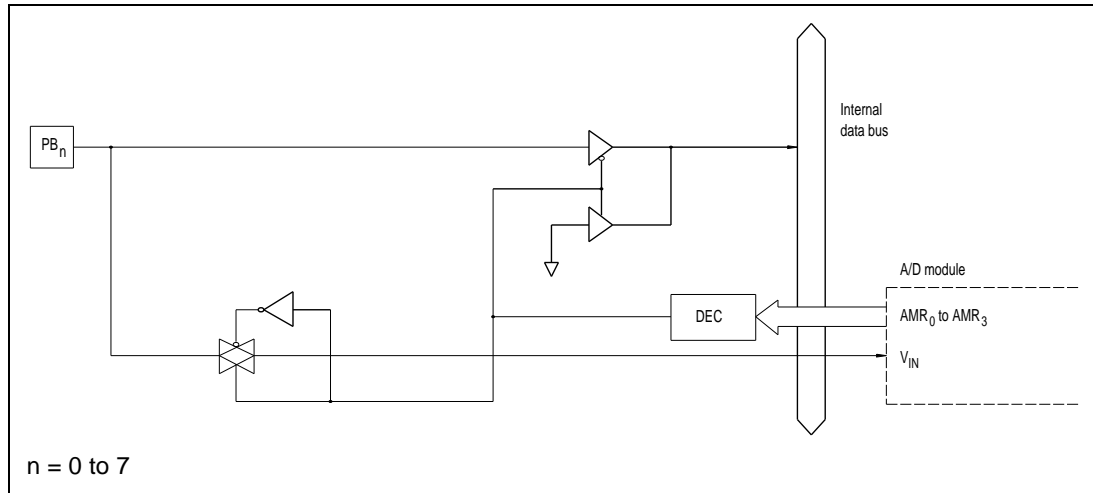 Internal
data bus
PBn
A/D module
DEC
AMR0 to AMR3
VIN
n = 0 to 7